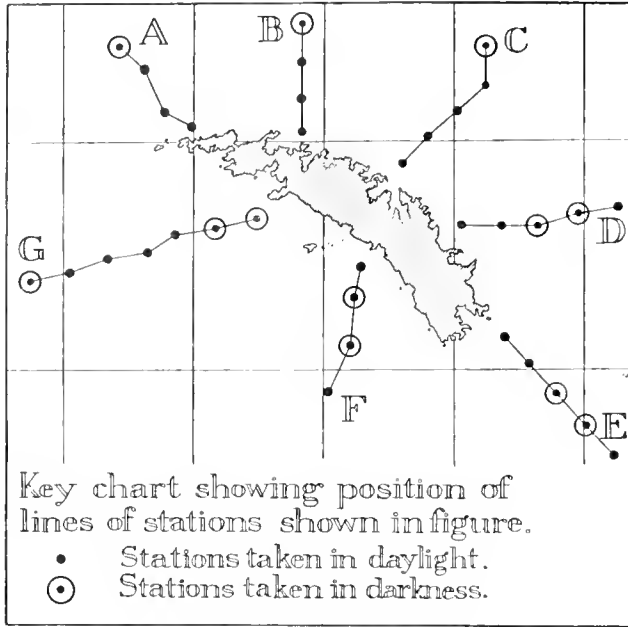 A
B
C
G
D
F
E
Key chart showing position of
lines of stations shown in figure.
Stations taken in daylight.
Stations taken in darkness.